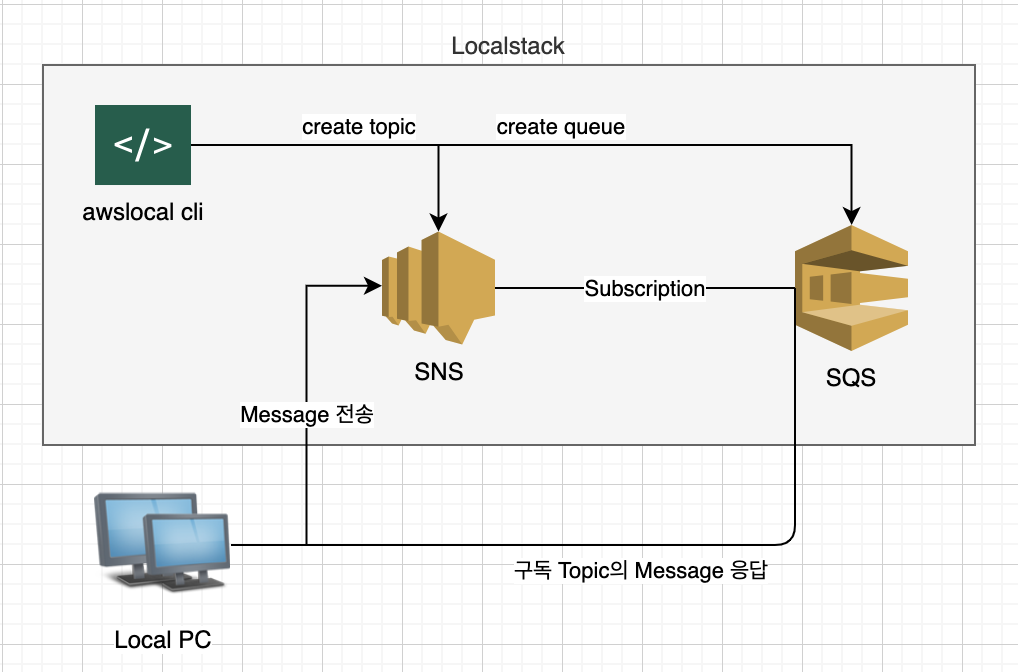 Localstack
create topic
create queue
</>
awslocal cli
Subscription
SNS
SQS
Message 전송
구독 Topic의 Message 응답
Local PC